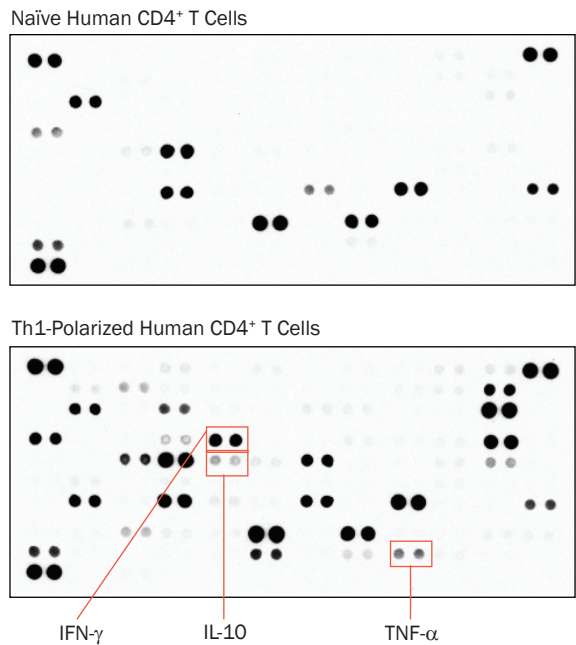 Naïve Human CD4⁺ T Cells
Th1-Polarized Human CD4⁺ T Cells
IFN-γ
IL-10
TNF-α